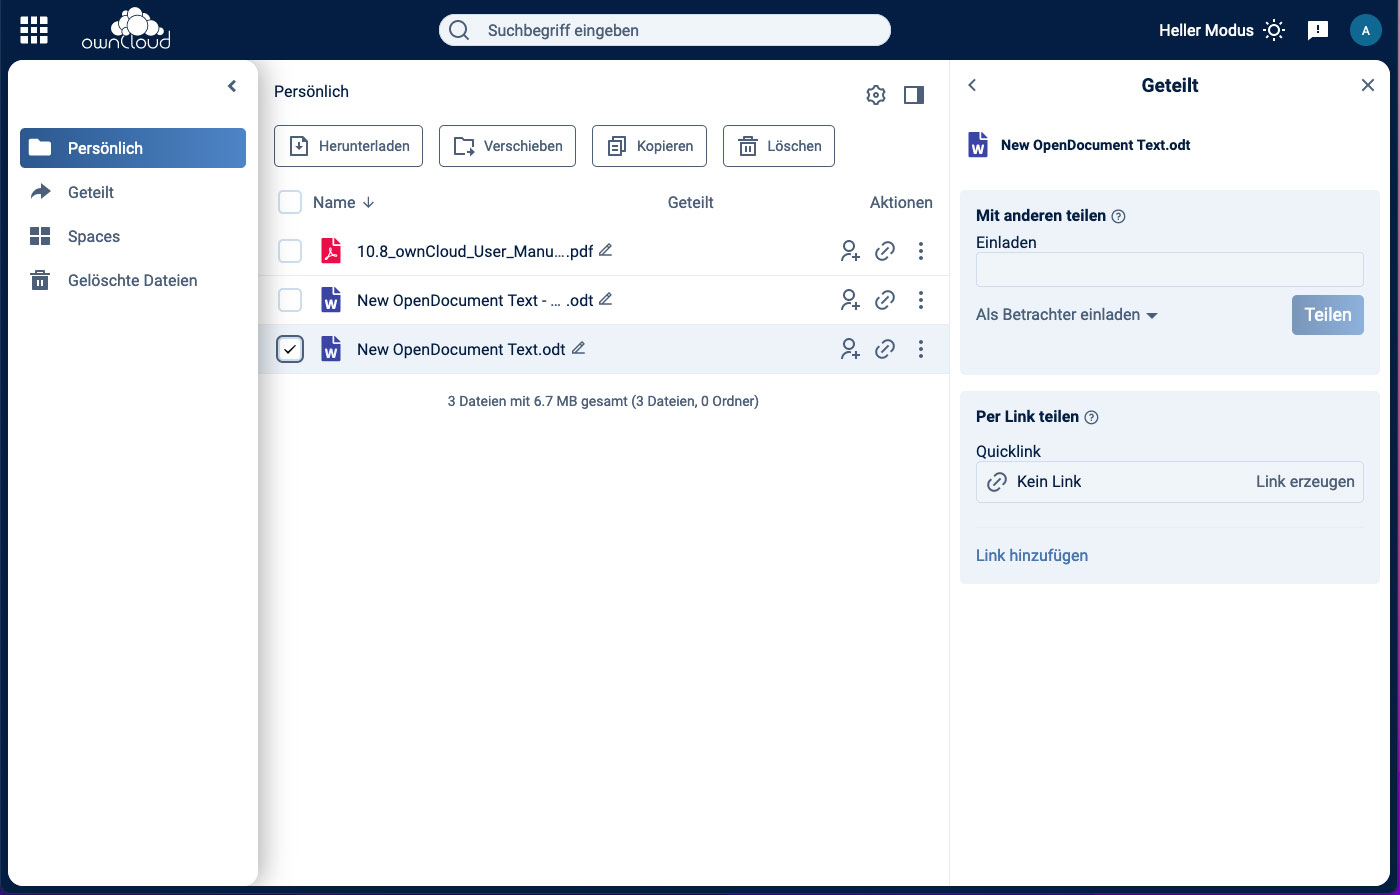 ownCloud
Suchbegriff eingeben
Heller Modus
A
Persönlich
Geteilt
Spaces
Gelöschte Dateien
Persönlich
Herunterladen
Verschieben
Kopieren
Löschen
Name Geteilt Aktionen
10.8_ownCloud_User_Manu... .pdf
New OpenDocument Text - ... .odt
New OpenDocument Text.odt
3 Dateien mit 6.7 MB gesamt (3 Dateien, 0 Ordner)
Geteilt
New OpenDocument Text.odt
Mit anderen teilen
Einladen
Als Betrachter einladen
Teilen
Per Link teilen
Quicklink
Kein Link Link erzeugen
Link hinzufügen